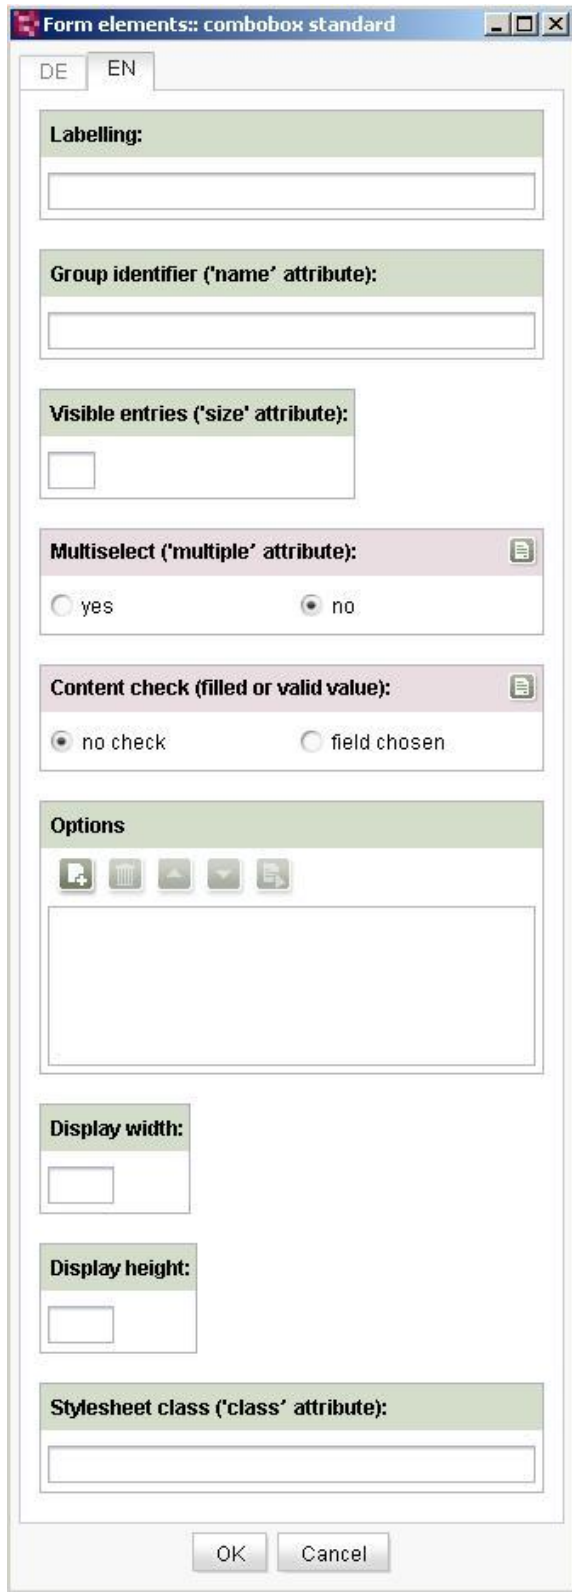 Form elements:: combobox standard
DE EN
Labelling:
Group identifier ('name’ attribute):
Visible entries ('size' attribute):
Multiselect ('multiple’ attribute):
yes no
Content check (filled or valid value):
no check field chosen
Options
Display width:
Display height:
Stylesheet class ('class’ attribute):
OK Cancel